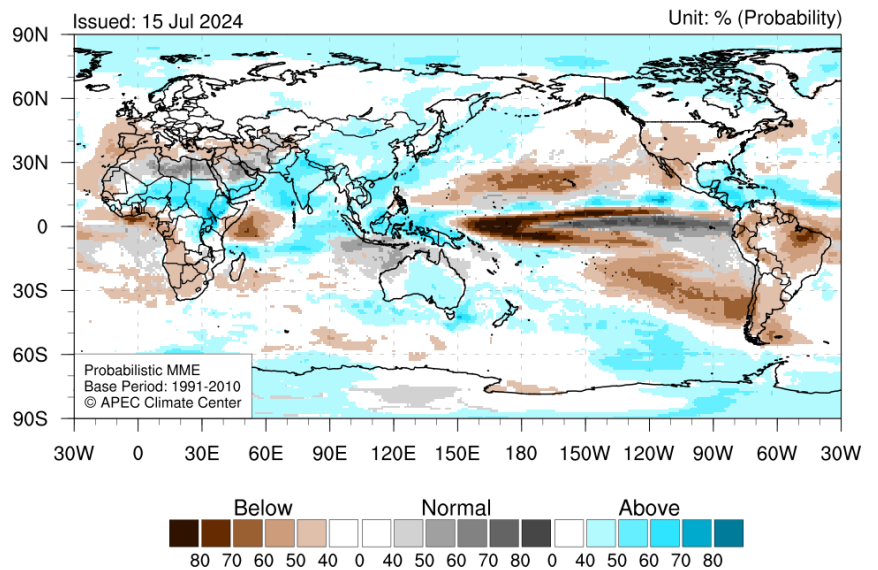 Issued: 15 Jul 2024
Unit: % (Probability)
90N
60N
30N
0
30S
60S
90S
Probabilistic MME
Base Period: 1991-2010
© APEC Climate Center
30W 0 30E 60E 90E 120E 150E 180 150W 120W 90W 60W 30W
Below Normal Above
80 70 60 50 40 0 40 50 60 70 80 0 40 50 60 70 80